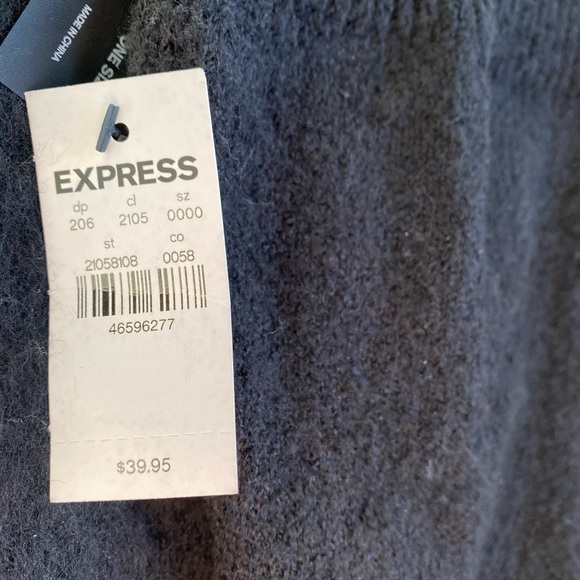 MADE IN CHINA
ONE SI
EXPRESS
dp cl sz
206 2105 0000
st co
21058108 0058
46596277
$39.95